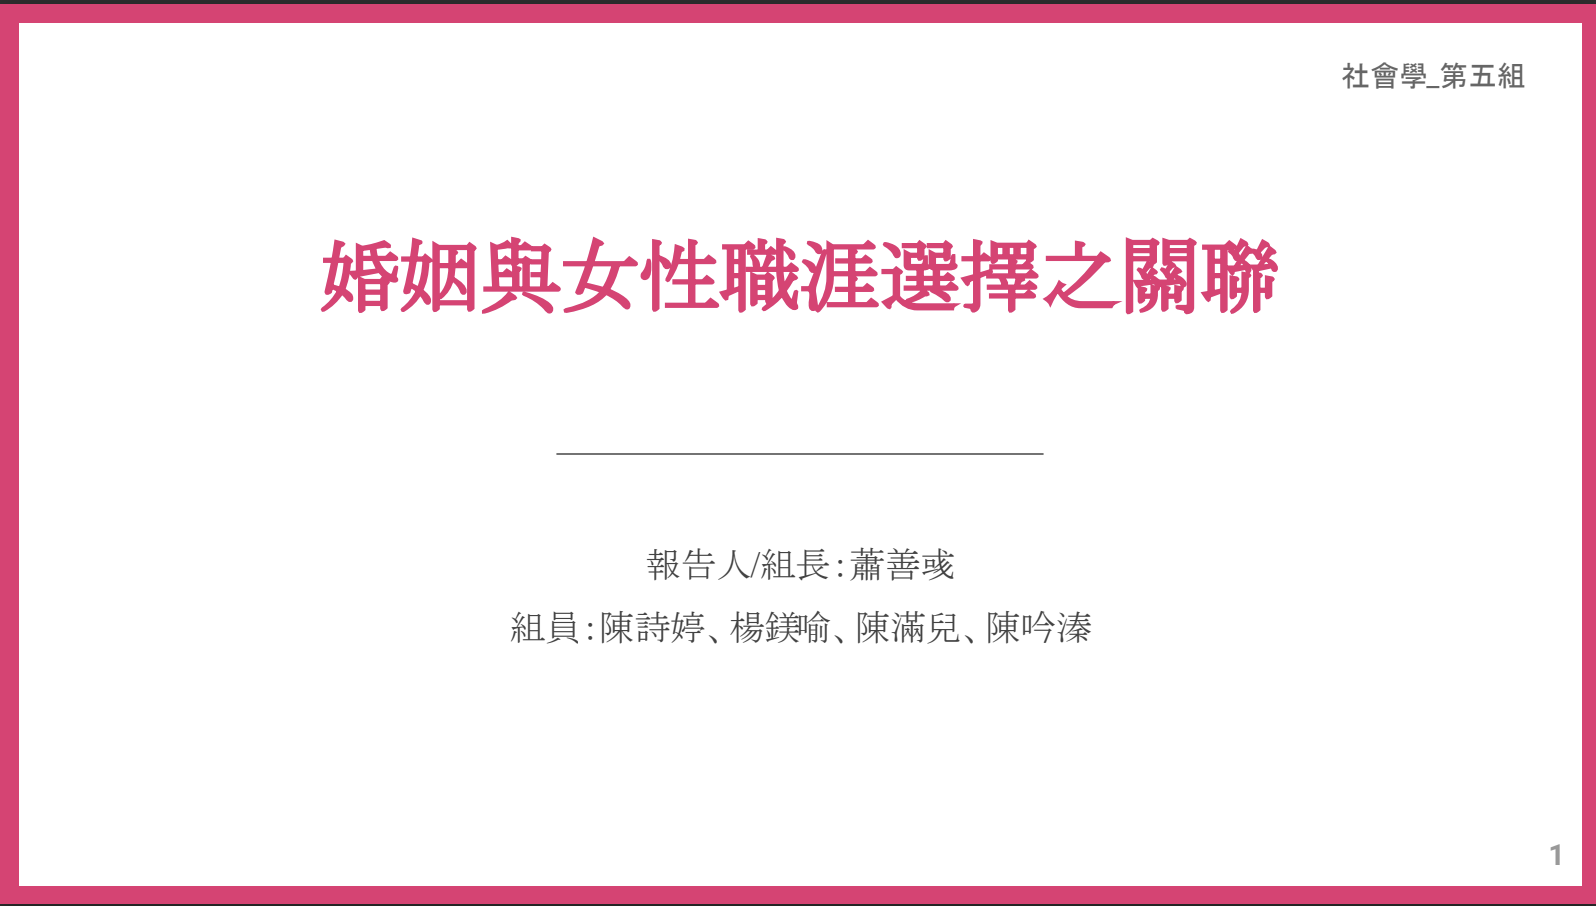 社會學_第五組
婚姻與女性職涯選擇之關聯
報告人/組長:蕭善彧
組員:陳詩婷、楊鎂喻、陳滿兒、陳吟溱
1